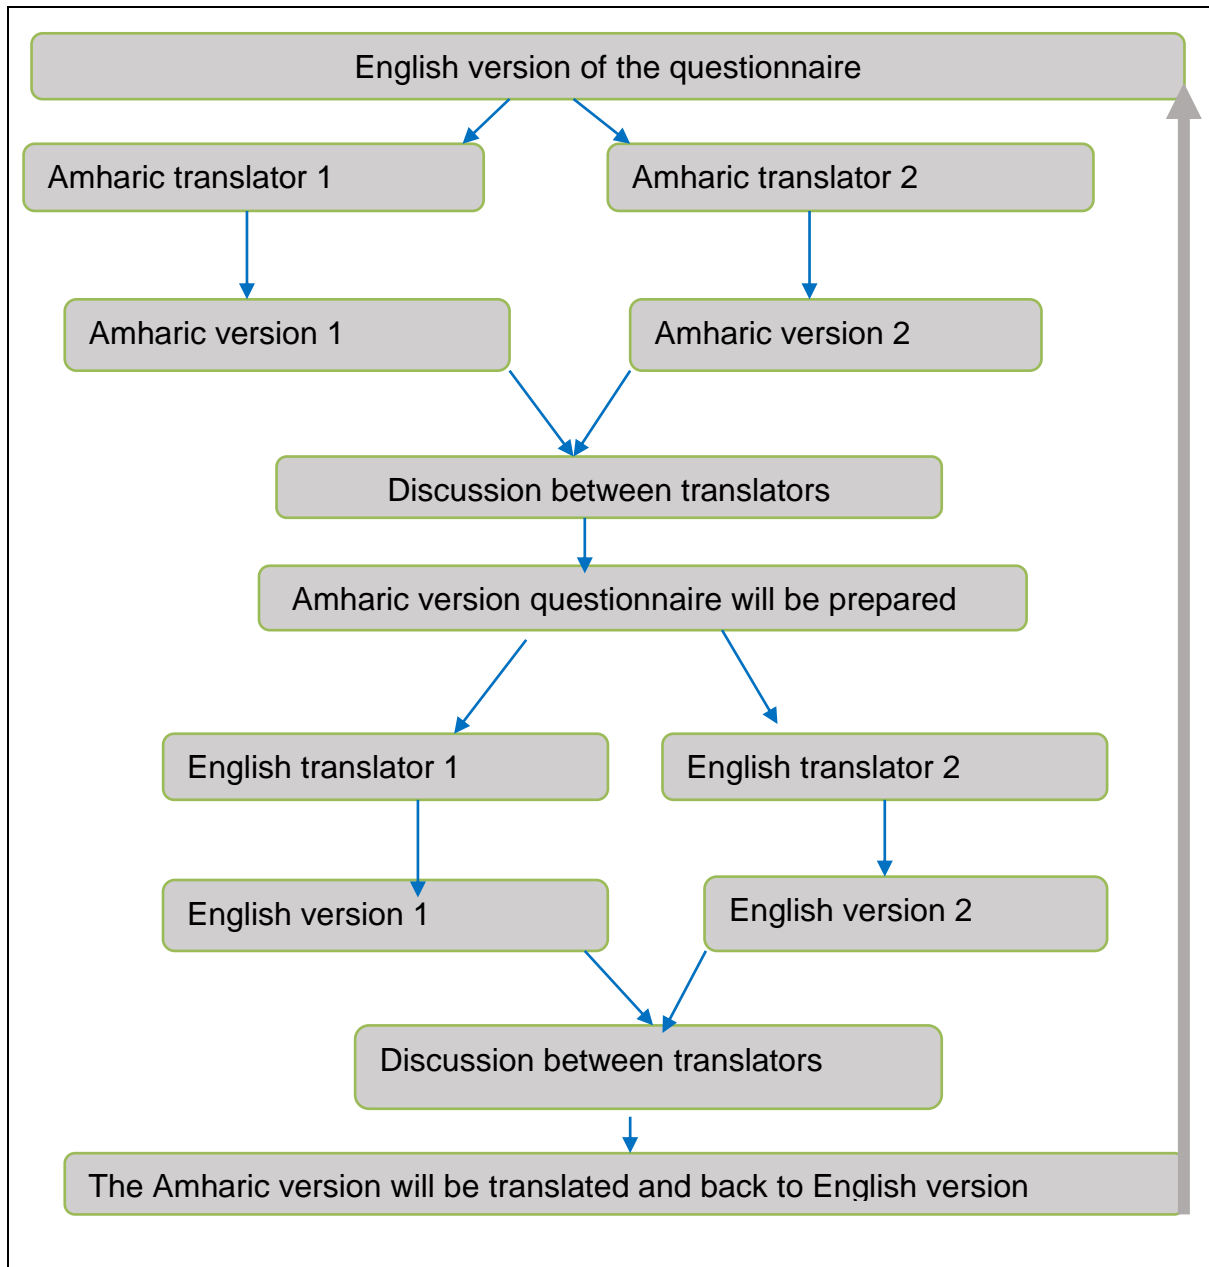 English version of the questionnaire
Amharic translator 1
Amharic translator 2
Amharic version 1
Amharic version 2
Discussion between translators
Amharic version questionnaire will be prepared
English translator 1
English translator 2
English version 1
English version 2
Discussion between translators
The Amharic version will be translated and back to English version